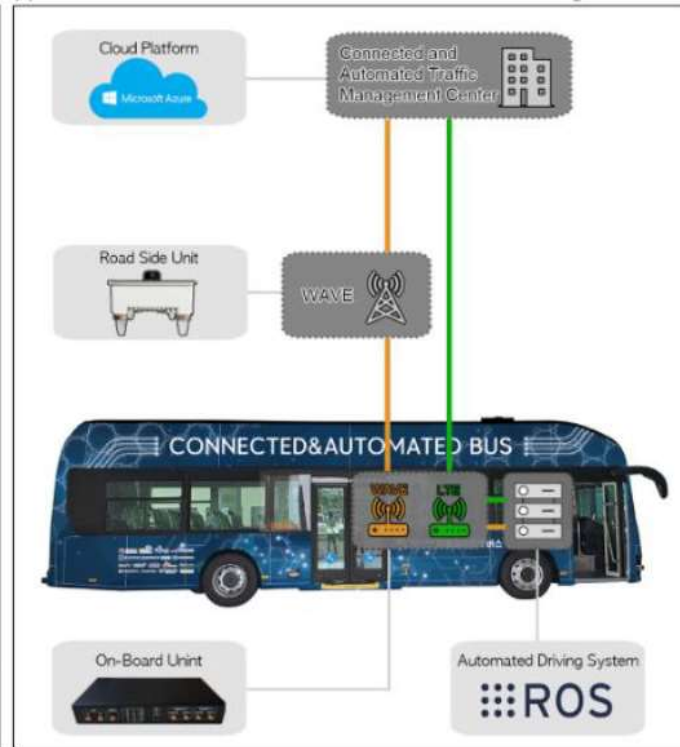 Cloud Platform
Microsoft Azure
Connected and
Automated Traffic
Management Center
Road Side Unit
WAVE
CONNECTED&AUTOMATED BUS
WAVE
LTE
On-Board Unint
Automated Driving System
ROS